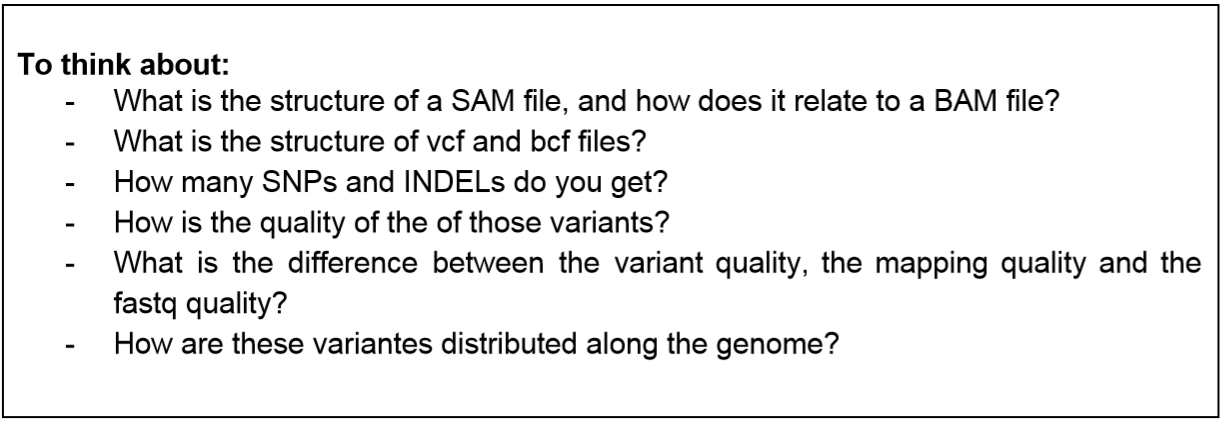 To think about:
- What is the structure of a SAM file, and how does it relate to a BAM file?
- What is the structure of vcf and bcf files?
- How many SNPs and INDELs do you get?
- How is the quality of the of those variants?
- What is the difference between the variant quality, the mapping quality and the
fastq quality?
- How are these variantes distributed along the genome?